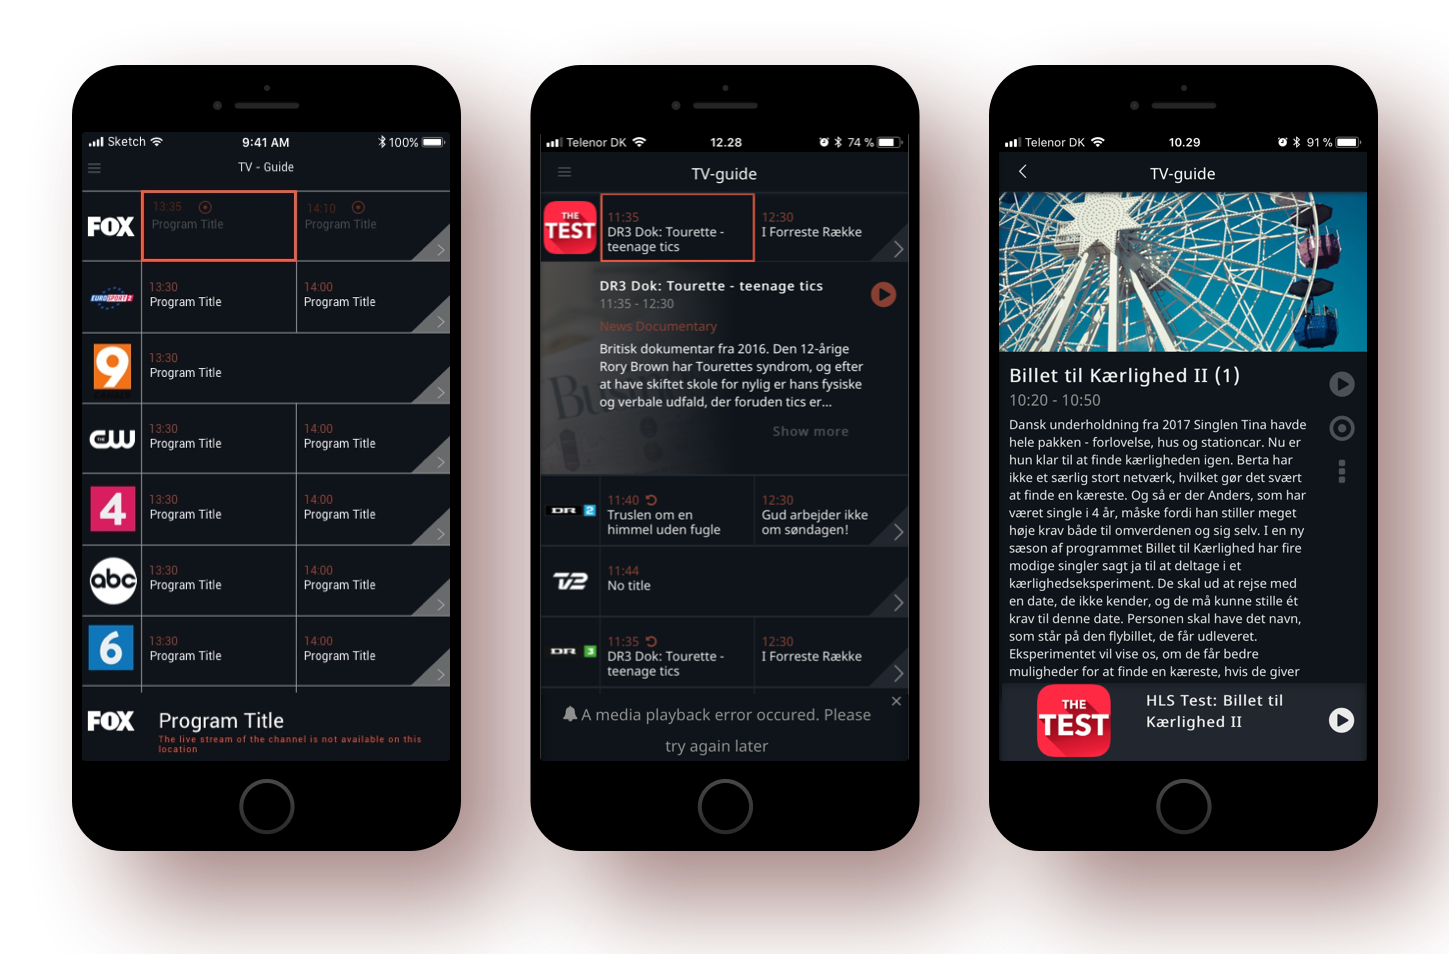 Sketch
9:41 AM
100%
TV - Guide
FOX
13:35
Program Title
14:10
Program Title
EUROSPORT 2
13:30
Program Title
14:00
Program Title
9
13:30
Program Title
CW
13:30
Program Title
14:00
Program Title
4
13:30
Program Title
14:00
Program Title
abc
13:30
Program Title
14:00
Program Title
6
13:30
Program Title
14:00
Program Title
FOX
Program Title
The live stream of the channel is not available on this
location
Telenor DK
12.28
74 %
TV-guide
THE
TEST
11:35
DR3 Dok: Tourette -
teenage tics
12:30
I Forreste Række
DR3 Dok: Tourette - teenage tics
11:35 - 12:30
News Documentary
Britisk dokumentar fra 2016. Den 12-årige
Rory Brown har Tourettes syndrom, og efter
at have skiftet skole for nylig er hans fysiske
og verbale udfald, der foruden tics er...
Show more
DR 2
11:40
Truslen om en
himmel uden fugle
12:30
Gud arbejder ikke
om søndagen!
TV2
11:44
No title
DR 3
11:35
DR3 Dok: Tourette -
teenage tics
12:30
I Forreste Række
A media playback error occured. Please
try again later
Telenor DK
10.29
91 %
TV-guide
Billet til Kærlighed II (1)
10:20 - 10:50
Dansk underholdning fra 2017 Singlen Tina havde
hele pakken - forlovelse, hus og stationcar. Nu er
hun klar til at finde kærligheden igen. Berta har
ikke et særlig stort netværk, hvilket gør det svært
at finde en kæreste. Og så er der Anders, som har
været single i 4 år, måske fordi han stiller meget
høje krav både til omverdenen og sig selv. I en ny
sæson af programmet Billet til Kærlighed har fire
modige singler sagt ja til at deltage i et
kærlighedseksperiment. De skal ud at rejse med
en date, de ikke kender, og de må kunne stille ét
krav til denne date. Personen skal have det navn,
som står på den flybillet, de får udleveret.
Eksperimentet vil vise os, om de får bedre
muligheder for at finde en kæreste, hvis de giver
THE
TEST
HLS Test: Billet til
Kærlighed II